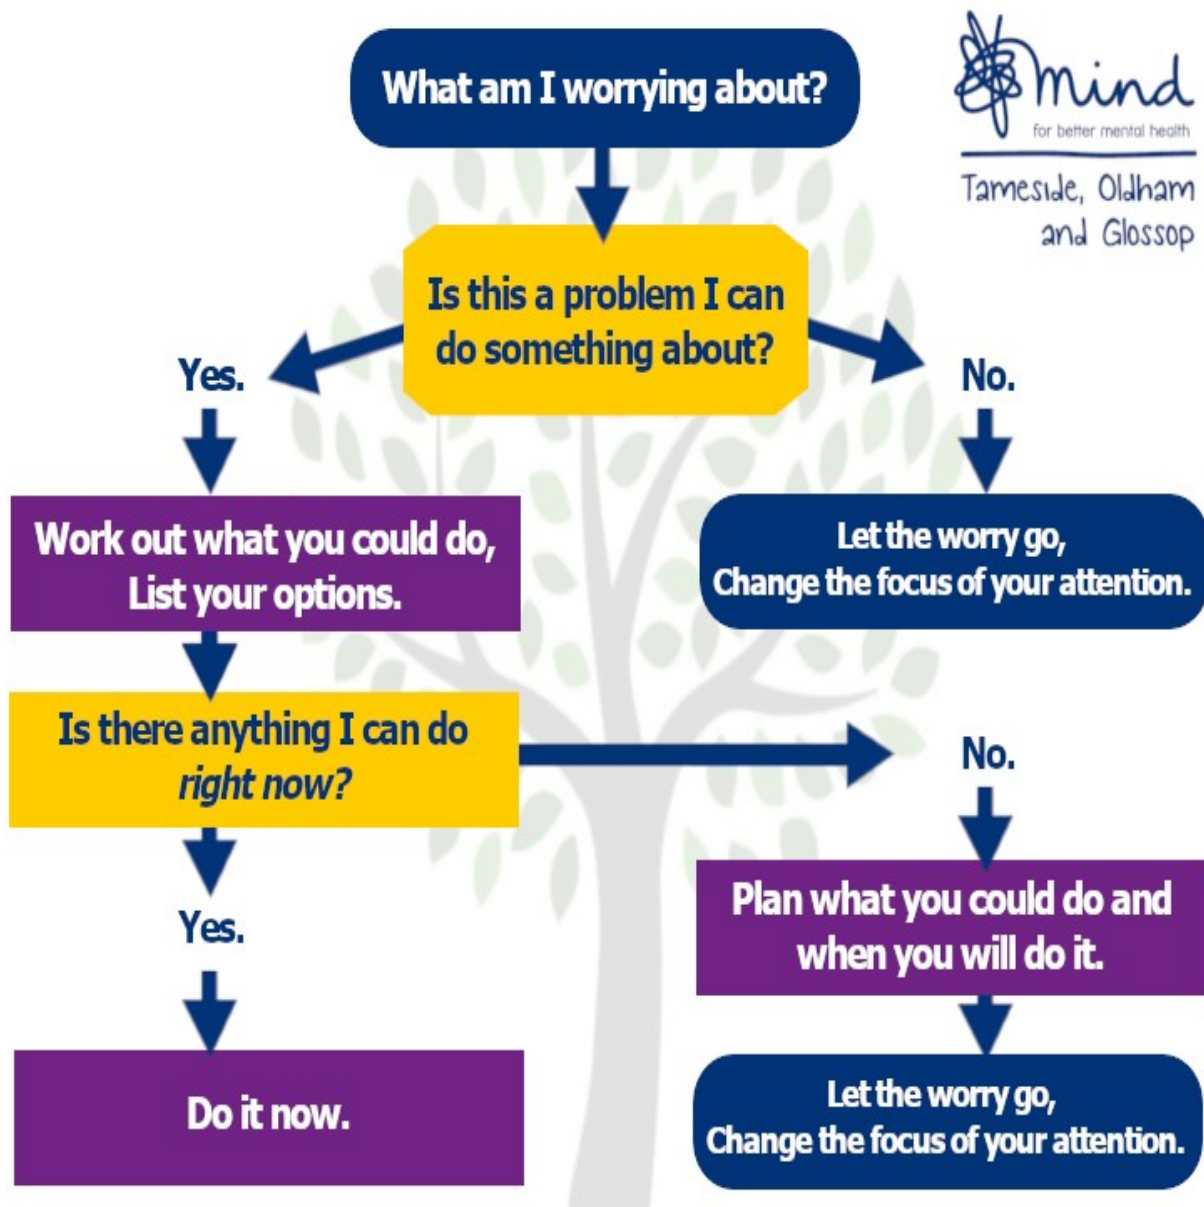 What am I worrying about?
mind
for better mental health
Tameside, Oldham
and Glossop
Is this a problem I can
do something about?
Yes.
No.
Work out what you could do,
List your options.
Let the worry go,
Change the focus of your attention.
Is there anything I can do
right now?
No.
Yes.
Plan what you could do and
when you will do it.
Do it now.
Let the worry go,
Change the focus of your attention.